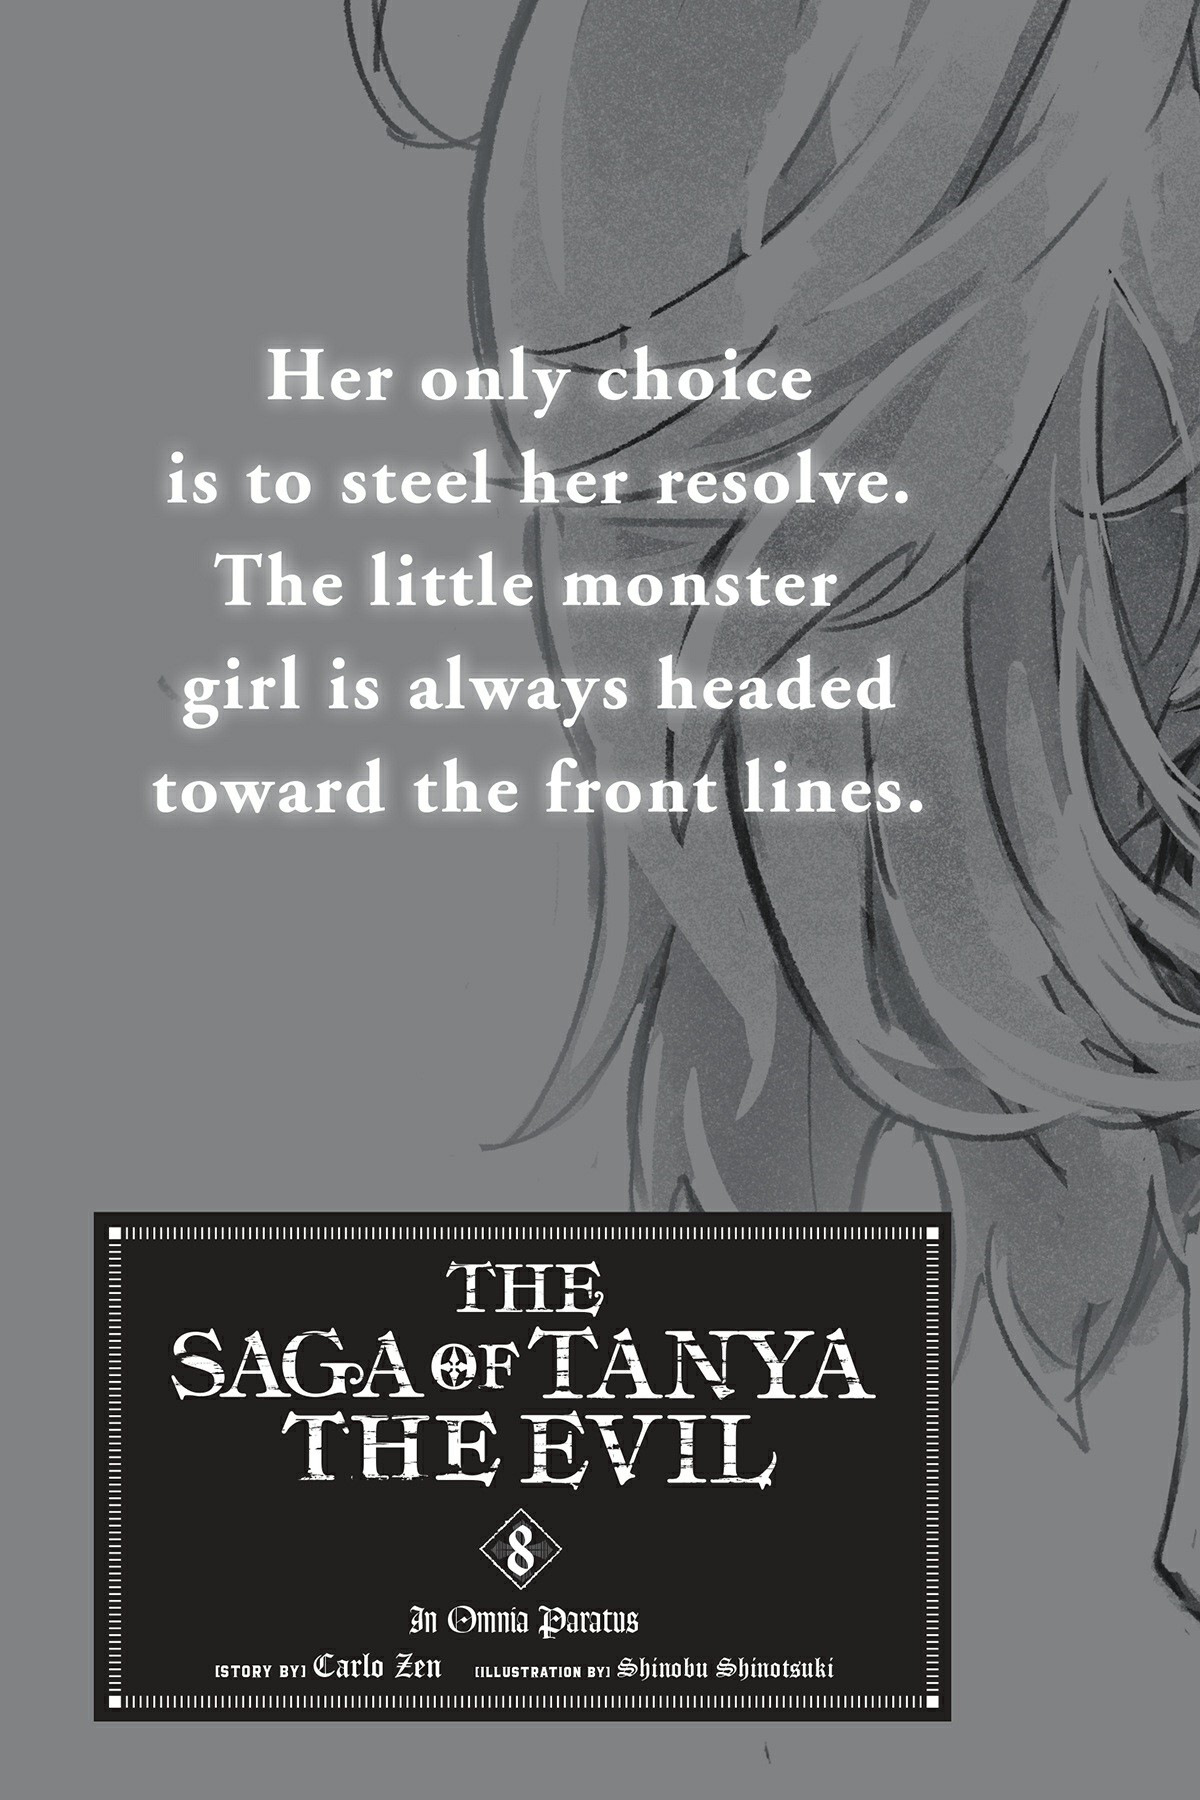 Her only choice
is to steel her resolve.
The little monster
girl is always headed
toward the front lines.
THE
SAGA OF TANYA
THE EVIL
8
In Omnia Paratus
[STORY BY] Carlo Zen [ILLUSTRATION BY] Shinobu Shinotsuki